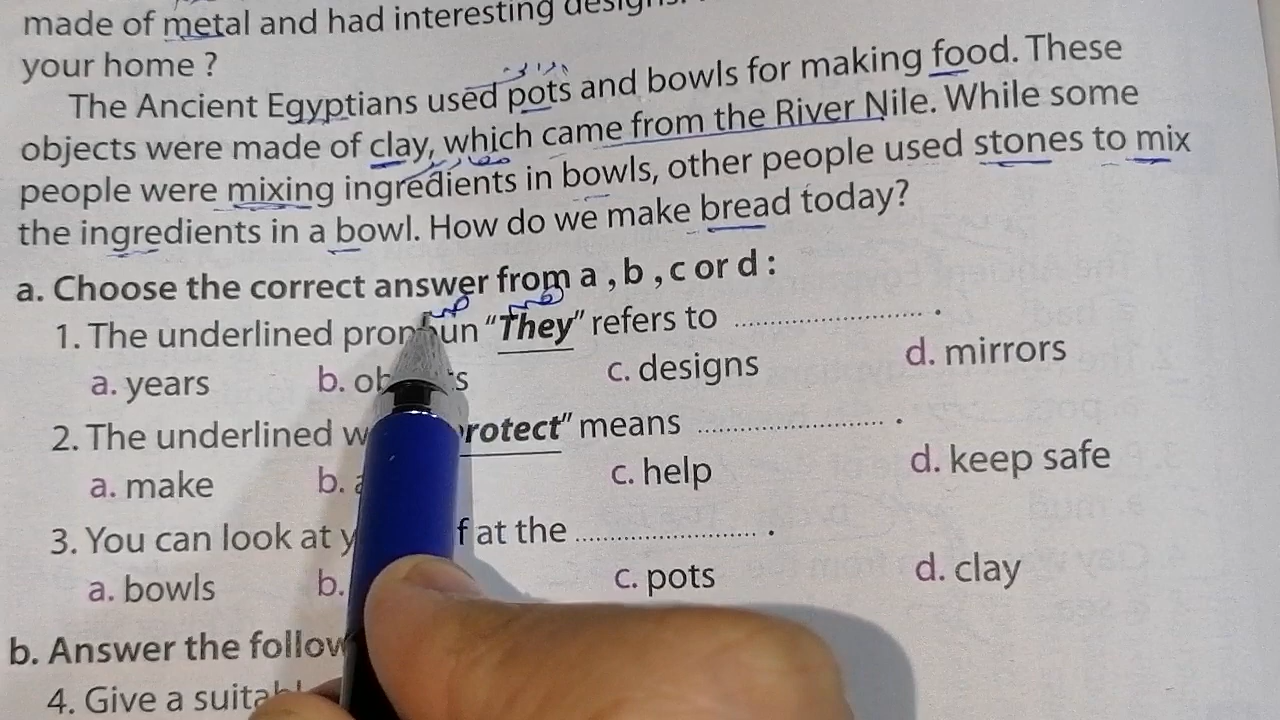 made of metal and had interesting designs.
your home ?
The Ancient Egyptians used pots and bowls for making food. These
objects were made of clay, which came from the River Nile. While some
people were mixing ingredients in bowls, other people used stones to mix
the ingredients in a bowl. How do we make bread today?
a. Choose the correct answer from a , b , c or d :
1. The underlined pronoun “They” refers to .................... .
a. years b. objects c. designs d. mirrors
2. The underlined rotect” means .................... .
a. make b. c. help d. keep safe
3. You can look at f at the .................... .
a. bowls b. c. pots d. clay
b. Answer the follow
4. Give a suitabl